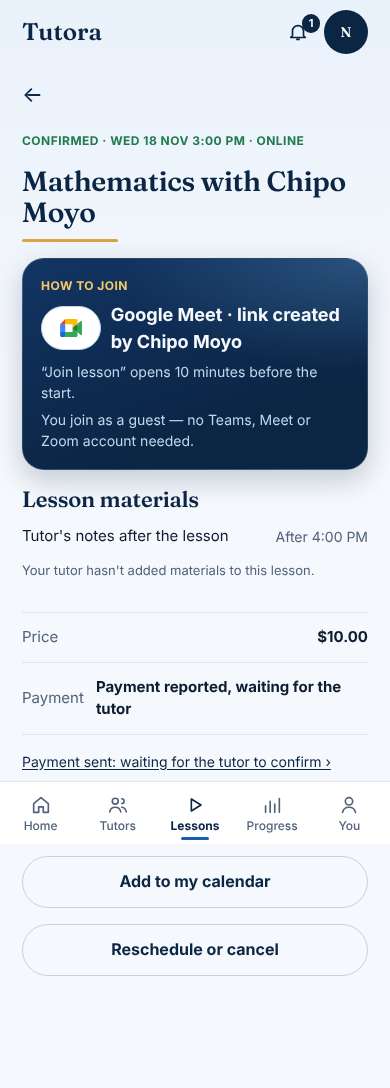 Tutora
1
N
CONFIRMED · WED 18 NOV 3:00 PM · ONLINE
Mathematics with Chipo
Moyo
HOW TO JOIN
Google Meet · link created
by Chipo Moyo
“Join lesson” opens 10 minutes before the
start.
You join as a guest — no Teams, Meet or
Zoom account needed.
Lesson materials
Tutor's notes after the lesson
After 4:00 PM
Your tutor hasn't added materials to this lesson.
Price
$10.00
Payment
Payment reported, waiting for the
tutor
Payment sent: waiting for the tutor to confirm ›
Home
Tutors
Lessons
Progress
You
Add to my calendar
Reschedule or cancel